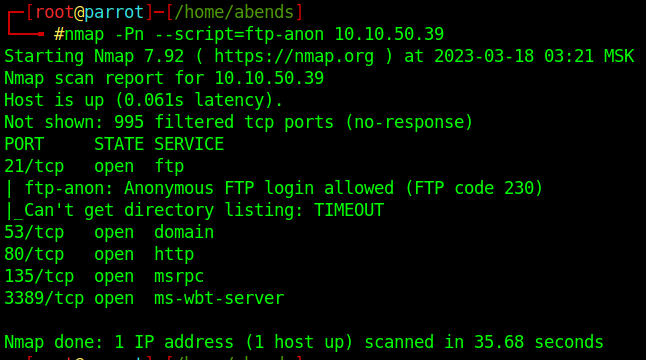 ┌─[root@parrot]─[/home/abends]
└──╼ #nmap -Pn --script=ftp-anon 10.10.50.39
Starting Nmap 7.92 ( https://nmap.org ) at 2023-03-18 03:21 MSK
Nmap scan report for 10.10.50.39
Host is up (0.061s latency).
Not shown: 995 filtered tcp ports (no-response)
PORT     STATE SERVICE
21/tcp   open  ftp
| ftp-anon: Anonymous FTP login allowed (FTP code 230)
|_Can't get directory listing: TIMEOUT
53/tcp   open  domain
80/tcp   open  http
135/tcp  open  msrpc
3389/tcp open  ms-wbt-server
Nmap done: 1 IP address (1 host up) scanned in 35.68 seconds